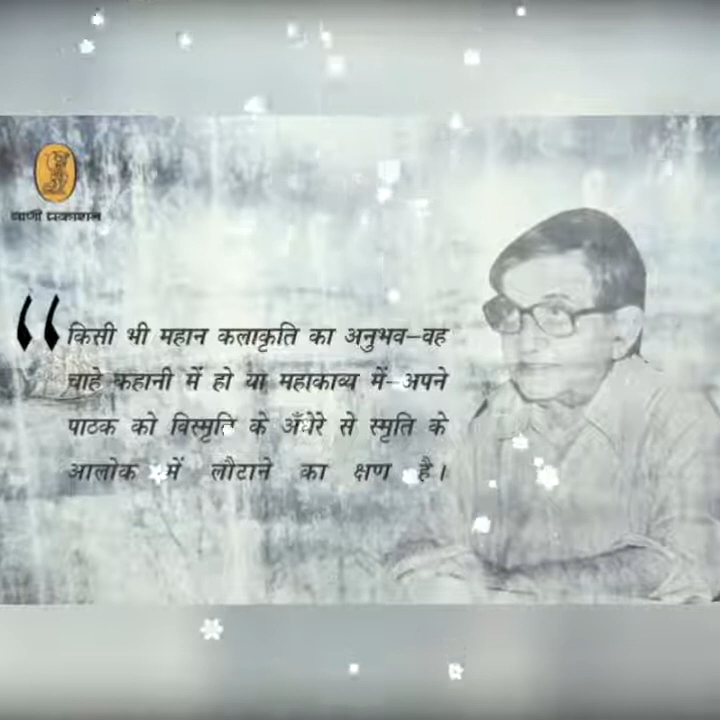 वाणी प्रकाशन
किसी भी महान कलाकृति का अनुभव–वह
चाहे कहानी में हो या महाकाव्य में–अपने
पाठक को विस्मृति के अँधेरे से स्मृति के
आलोक में लौटाने का क्षण है।